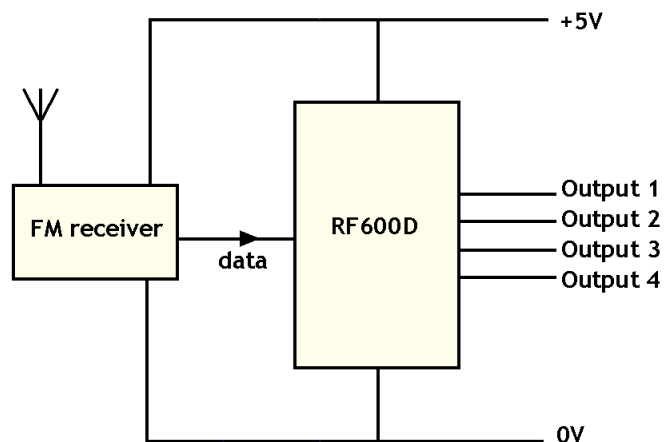 +5V
FM receiver
data
RF600D
Output 1
Output 2
Output 3
Output 4
0V